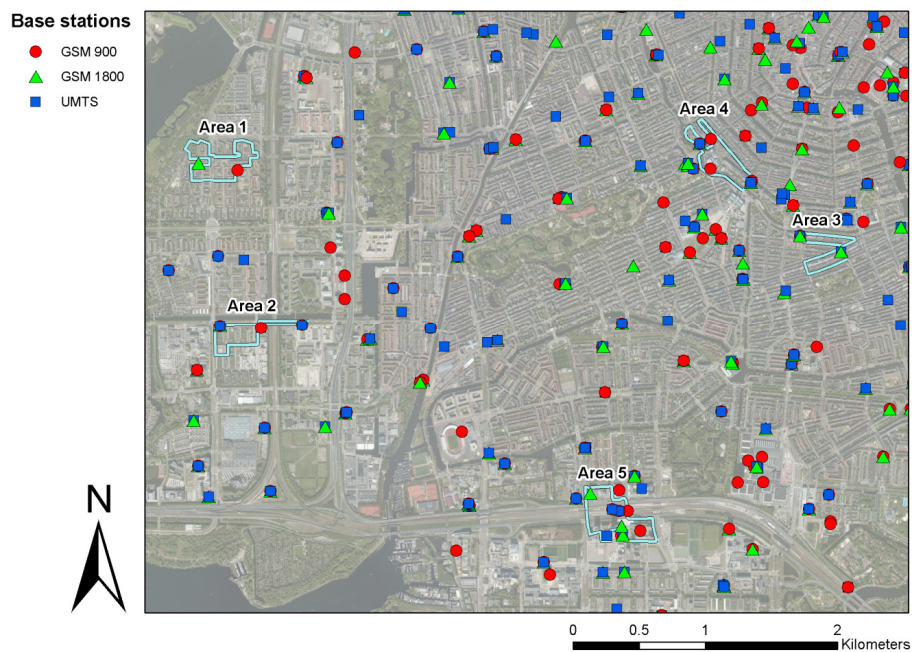 Base stations
GSM 900
GSM 1800
UMTS
Area 1
Area 4
Area 3
Area 2
Area 5
N
0 0.5 1 2
Kilometers